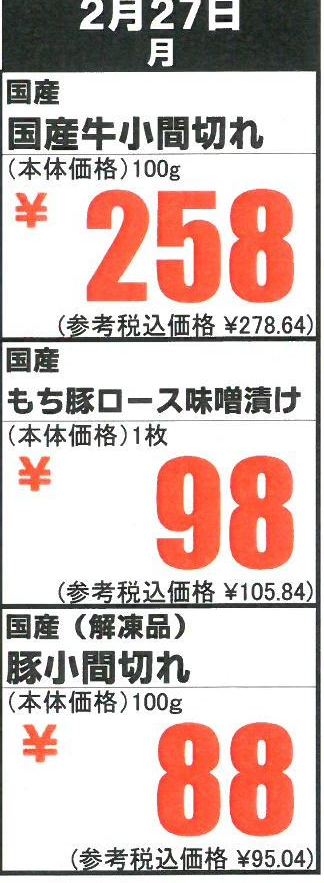 2月27日
月
国産
国産牛小間切れ
(本体価格)100g
¥ 258
(参考税込価格 ¥278.64)
国産
もち豚ロース味噌漬け
(本体価格)1枚
¥ 98
(参考税込価格 ¥105.84)
国産（解凍品）
豚小間切れ
(本体価格)100g
¥ 88
(参考税込価格 ¥95.04)